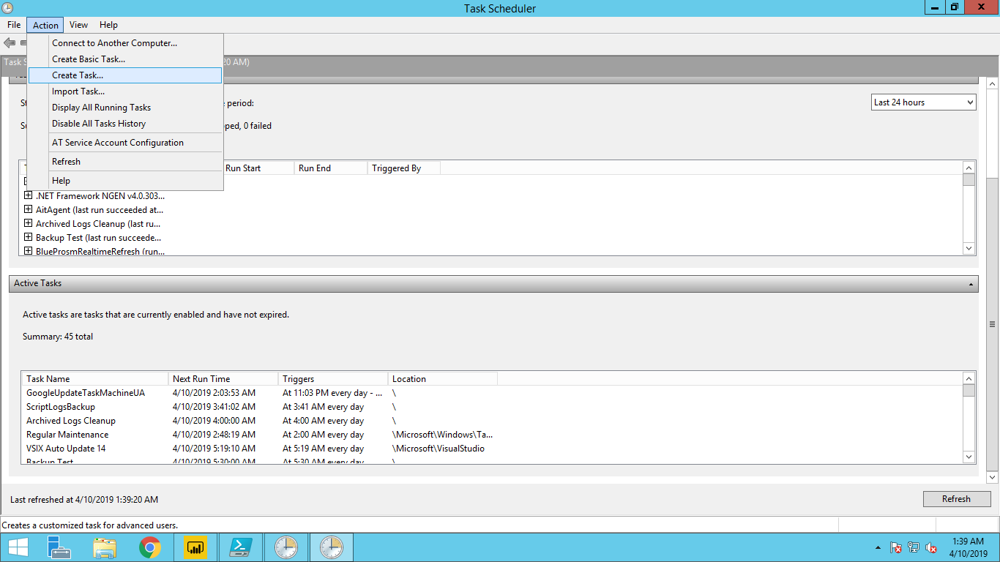 Task Scheduler
File Action View Help
Connect to Another Computer...
Create Basic Task...
Task S 20 AM)
Create Task...
Import Task...
period:
Last 24 hours
Display All Running Tasks
Disable All Tasks History
ped, 0 failed
AT Service Account Configuration
Refresh
Run Start Run End Triggered By
Help
.NET Framework NGEN v4.0.303...
AitAgent (last run succeeded at...
Archived Logs Cleanup (last ru...
Backup Test (last run succeede...
BlueProsmRealtimeRefresh (run...
Active Tasks
Active tasks are tasks that are currently enabled and have not expired.
Summary: 45 total
Task Name Next Run Time Triggers Location
GoogleUpdateTaskMachineUA 4/10/2019 2:03:53 AM At 11:03 PM every day - ... \
ScriptLogsBackup 4/10/2019 3:41:02 AM At 3:41 AM every day \
Archived Logs Cleanup 4/10/2019 4:00:00 AM At 4:00 AM every day \
Regular Maintenance 4/10/2019 2:48:19 AM At 2:00 AM every day \Microsoft\Windows\Ta...
VSIX Auto Update 14 4/10/2019 5:19:10 AM At 5:19 AM every day \Microsoft\VisualStudio
Backup Test 4/10/2019 5:30:00 AM At 5:30 AM every day \
Last refreshed at 4/10/2019 1:39:20 AM
Refresh
Creates a customized task for advanced users.
1:39 AM
4/10/2019